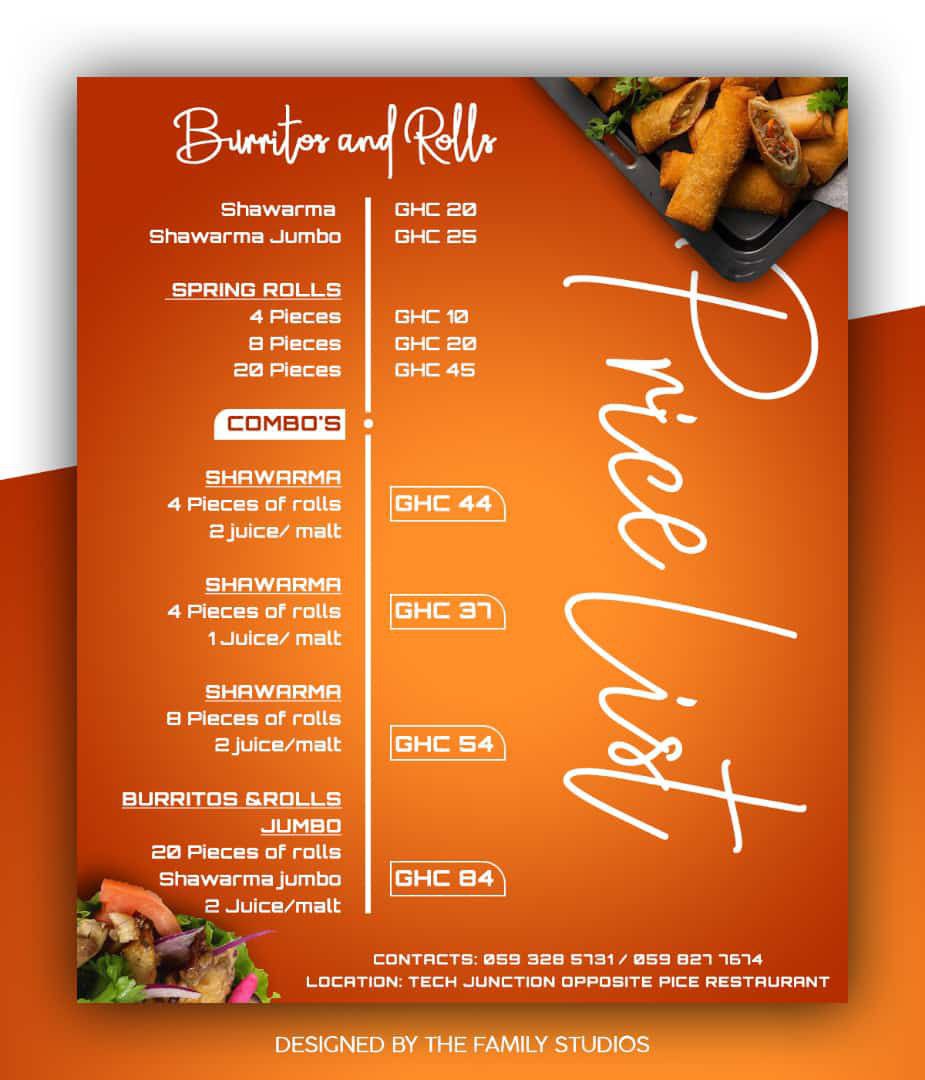 Burritos and Rolls
Shawarma GHC 20
Shawarma Jumbo GHC 25
SPRING ROLLS
4 Pieces GHC 10
8 Pieces GHC 20
20 Pieces GHC 45
COMBO'S
SHAWARMA
4 Pieces of rolls GHC 44
2 juice/ malt
SHAWARMA
4 Pieces of rolls GHC 37
1 Juice/ malt
SHAWARMA
8 Pieces of rolls
2 juice/malt GHC 54
BURRITOS &ROLLS
JUMBO
20 Pieces of rolls
Shawarma jumbo GHC 84
2 Juice/malt
Price List
CONTACTS: 059 328 5731 / 059 827 7674
LOCATION: TECH JUNCTION OPPOSITE PICE RESTAURANT
DESIGNED BY THE FAMILY STUDIOS